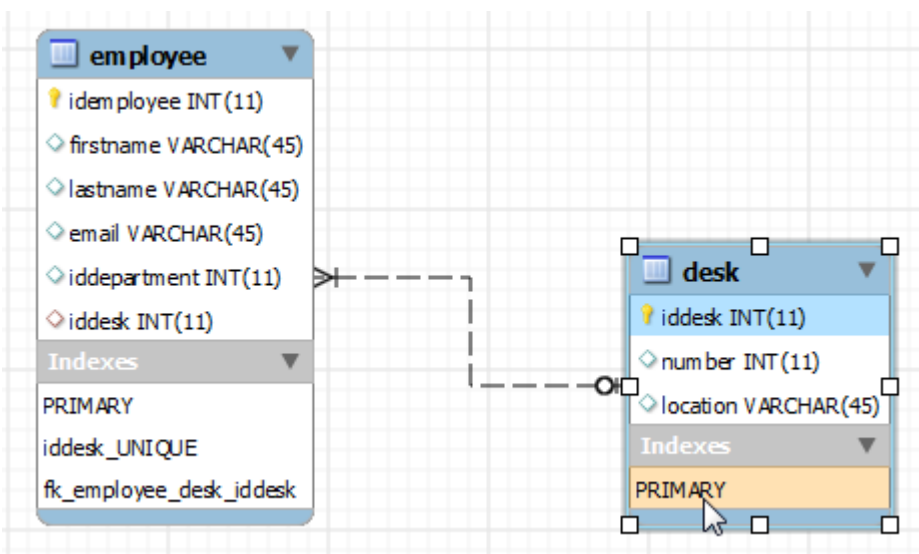 employee
idemployee INT(11)
firstname VARCHAR(45)
lastname VARCHAR(45)
email VARCHAR(45)
iddepartment INT(11)
iddesk INT(11)
Indexes
PRIMARY
iddesk_UNIQUE
fk_employee_desk_iddesk
desk
iddesk INT(11)
number INT(11)
location VARCHAR(45)
Indexes
PRIMARY